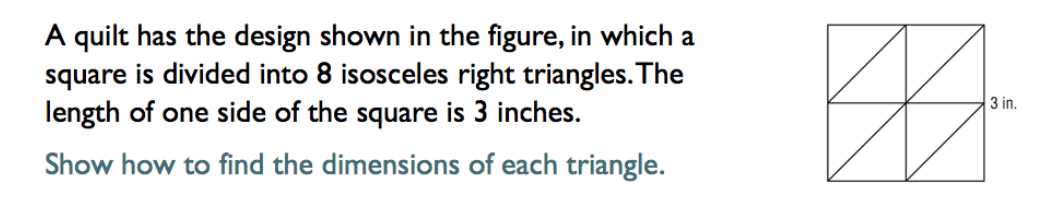 A quilt has the design shown in the figure, in which a
square is divided into 8 isosceles right triangles. The
length of one side of the square is 3 inches.
Show how to find the dimensions of each triangle.
3 in.